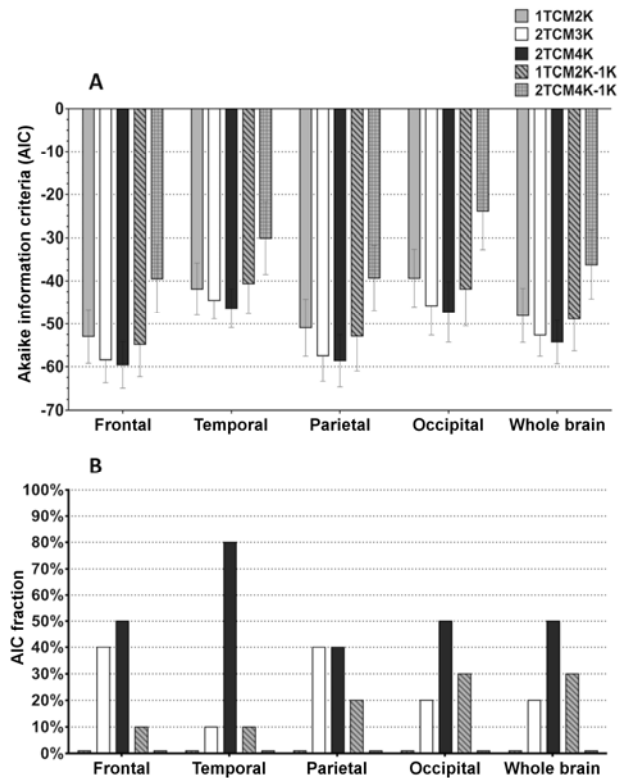 1TCM2K
2TCM3K
2TCM4K
1TCM2K-1K
2TCM4K-1K
A
Akaike information criteria (AIC)
0
-10
-20
-30
-40
-50
-60
-70
Frontal Temporal Parietal Occipital Whole brain
B
AIC fraction
100%
90%
80%
70%
60%
50%
40%
30%
20%
10%
0%
Frontal Temporal Parietal Occipital Whole brain